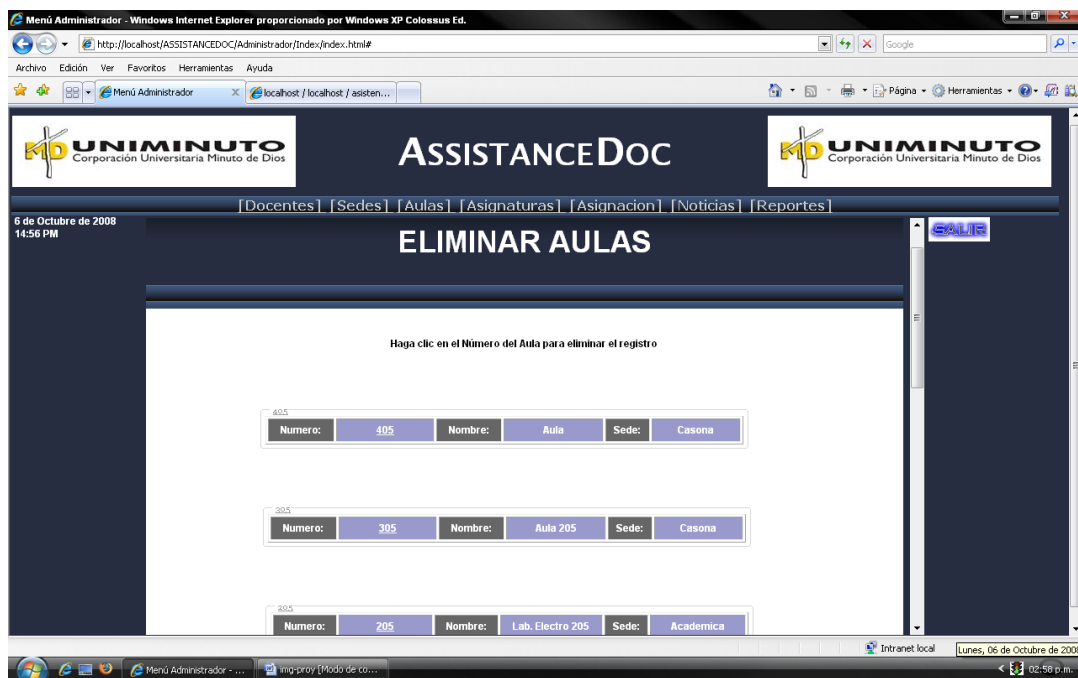 Menú Administrador - Windows Internet Explorer proporcionado por Windows XP Colossus Ed.
http://localhost/ASSISTANCEDOC/Administrador/Index/index.html#
Google
Archivo Edición Ver Favoritos Herramientas Ayuda
Menú Administrador
localhost / localhost / asisten...
Página Herramientas
UNIMINUTO
Corporación Universitaria Minuto de Dios
ASSISTANCEDOC
UNIMINUTO
Corporación Universitaria Minuto de Dios
[Docentes] [Sedes] [Aulas] [Asignaturas] [Asignacion] [Noticias] [Reportes]
6 de Octubre de 2008
14:56 PM
ELIMINAR AULAS
SALIR
Haga clic en el Número del Aula para eliminar el registro
405
Numero: 405 Nombre: Aula Sede: Casona
305
Numero: 305 Nombre: Aula 205 Sede: Casona
205
Numero: 205 Nombre: Lab. Electro 205 Sede: Academica
Intranet local
Lunes, 06 de Octubre de 2008
Menú Administrador - ...
img-proy [Modo de co...
02:58 p.m.